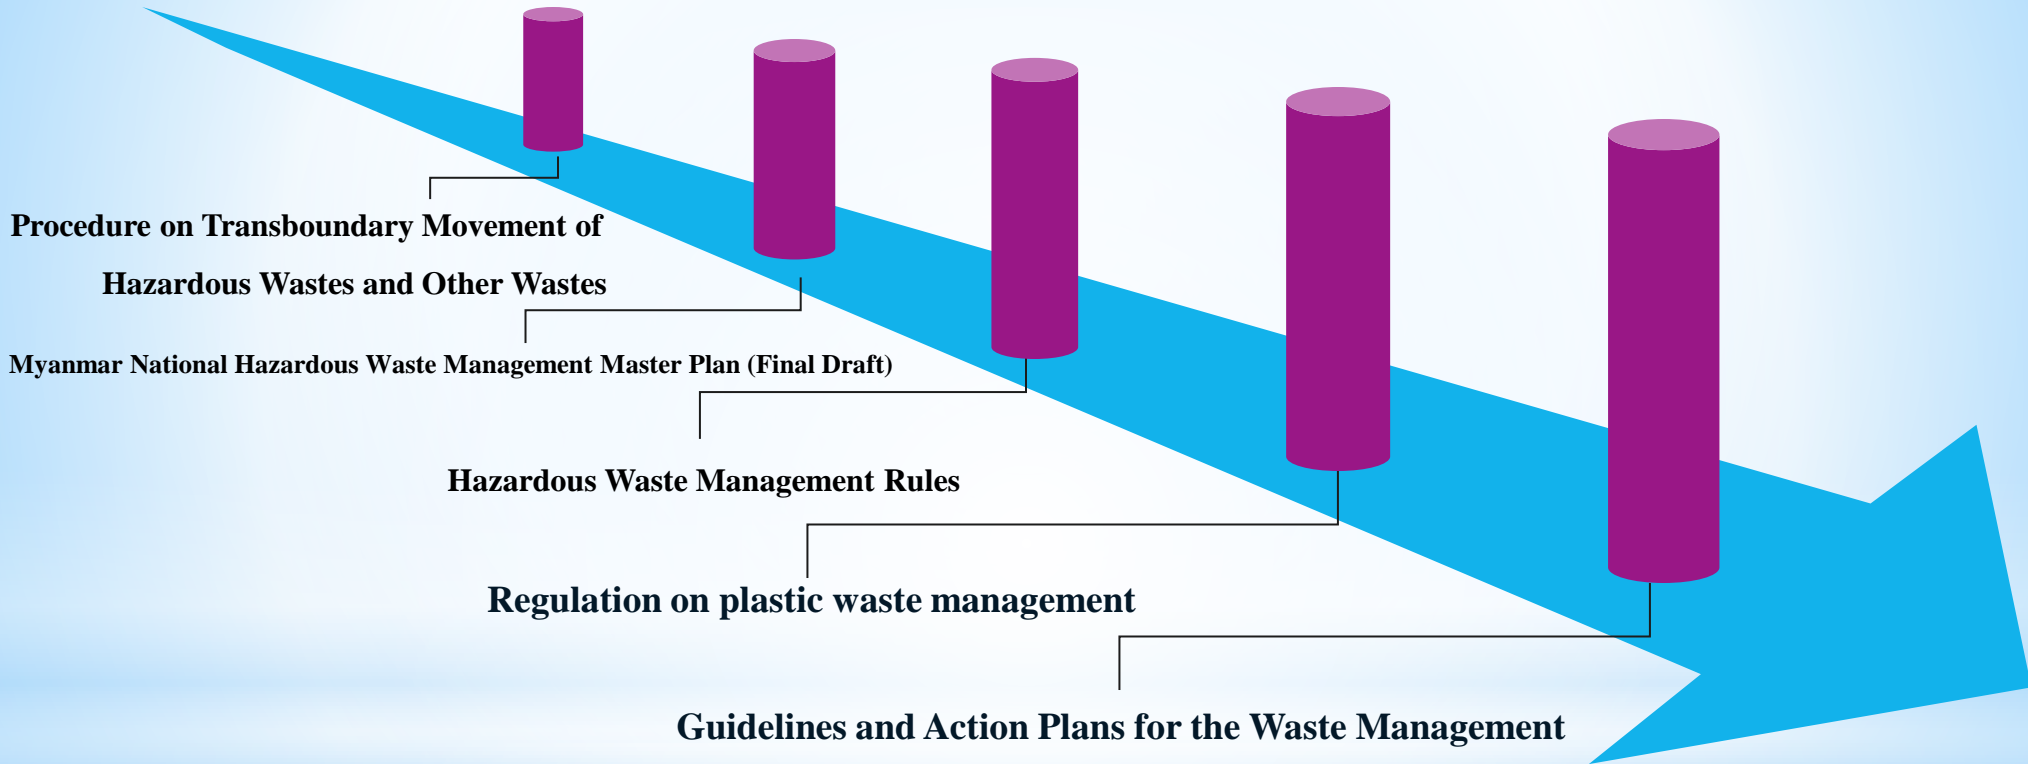 Procedure on Transboundary Movement of
Hazardous Wastes and Other Wastes
Myanmar National Hazardous Waste Management Master Plan (Final Draft)
Hazardous Waste Management Rules
Regulation on plastic waste management
Guidelines and Action Plans for the Waste Management